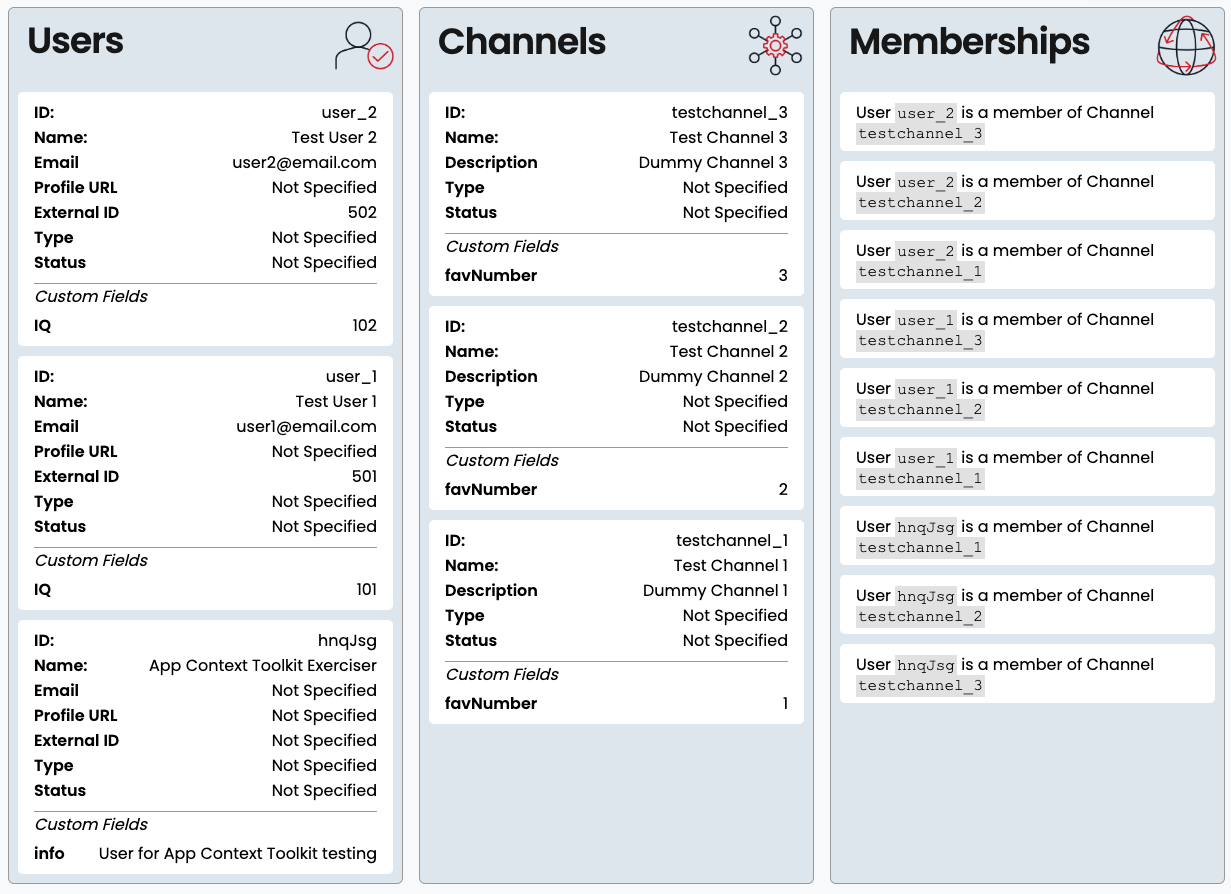 Users
ID: user_2
Name: Test User 2
Email user2@email.com
Profile URL Not Specified
External ID 502
Type Not Specified
Status Not Specified
Custom Fields
IQ 102
ID: user_1
Name: Test User 1
Email user1@email.com
Profile URL Not Specified
External ID 501
Type Not Specified
Status Not Specified
Custom Fields
IQ 101
ID: hnqJsg
Name: App Context Toolkit Exerciser
Email Not Specified
Profile URL Not Specified
External ID Not Specified
Type Not Specified
Status Not Specified
Custom Fields
info User for App Context Toolkit testing
Channels
ID: testchannel_3
Name: Test Channel 3
Description Dummy Channel 3
Type Not Specified
Status Not Specified
Custom Fields
favNumber 3
ID: testchannel_2
Name: Test Channel 2
Description Dummy Channel 2
Type Not Specified
Status Not Specified
Custom Fields
favNumber 2
ID: testchannel_1
Name: Test Channel 1
Description Dummy Channel 1
Type Not Specified
Status Not Specified
Custom Fields
favNumber 1
Memberships
User user_2 is a member of Channel
testchannel_3
User user_2 is a member of Channel
testchannel_2
User user_2 is a member of Channel
testchannel_1
User user_1 is a member of Channel
testchannel_3
User user_1 is a member of Channel
testchannel_2
User user_1 is a member of Channel
testchannel_1
User hnqJsg is a member of Channel
testchannel_1
User hnqJsg is a member of Channel
testchannel_2
User hnqJsg is a member of Channel
testchannel_3